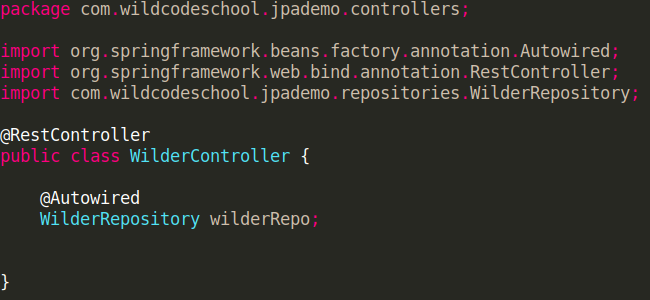 package com.wildcodeschool.jpademo.controllers;
import org.springframework.beans.factory.annotation.Autowired;
import org.springframework.web.bind.annotation.RestController;
import com.wildcodeschool.jpademo.repositories.WilderRepository;
@RestController
public class WilderController {
@Autowired
WilderRepository wilderRepo;
}